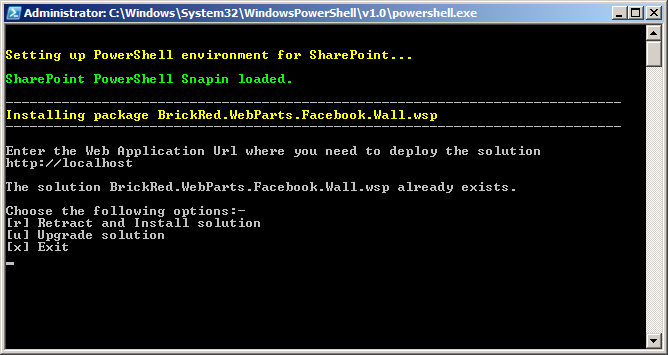 Administrator: C:\Windows\System32\WindowsPowerShell\v1.0\powershell.exe
Setting up PowerShell environment for SharePoint...
SharePoint PowerShell Snapin loaded.
-----------------------------------------------------------------------------
Installing package BrickRed.WebParts.Facebook.Wall.wsp
-----------------------------------------------------------------------------
Enter the Web Application Url where you need to deploy the solution
http://localhost
The solution BrickRed.WebParts.Facebook.Wall.wsp already exists.
Choose the following options:-
[r] Retract and Install solution
[u] Upgrade solution
[x] Exit